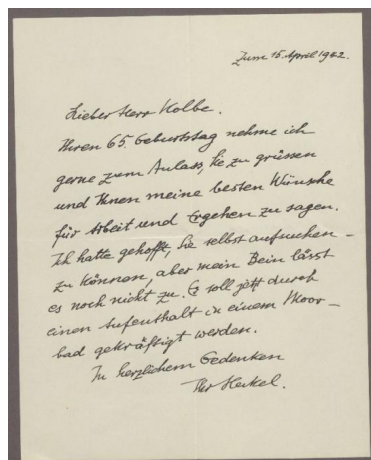 Zum 15. April 1942.
Lieber Herr Kolbe.
Ihren 65. Geburtstag nehme ich
gerne zum Anlass, Sie zu grüssen
und Ihnen meine besten Wünsche
für Arbeit und Ergehen zu sagen.
Ich hatte gehofft, Sie selbst aufsuchen –
zu können, aber mein Bein lässt
es noch nicht zu. Es soll jetzt durch
einen Aufenthalt in einem Moor –
bad gekräftigt werden.
In herzlichem Gedenken
Ihr Heckel.